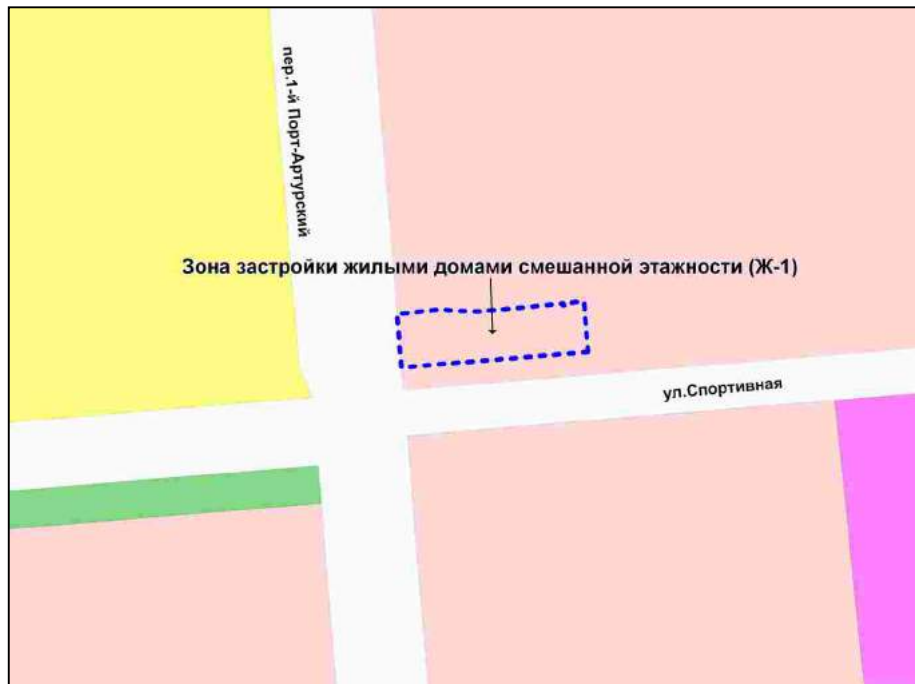 пер.1-й Порт-Артурский
Зона застройки жилыми домами смешанной этажности (Ж-1)
ул.Спортивная